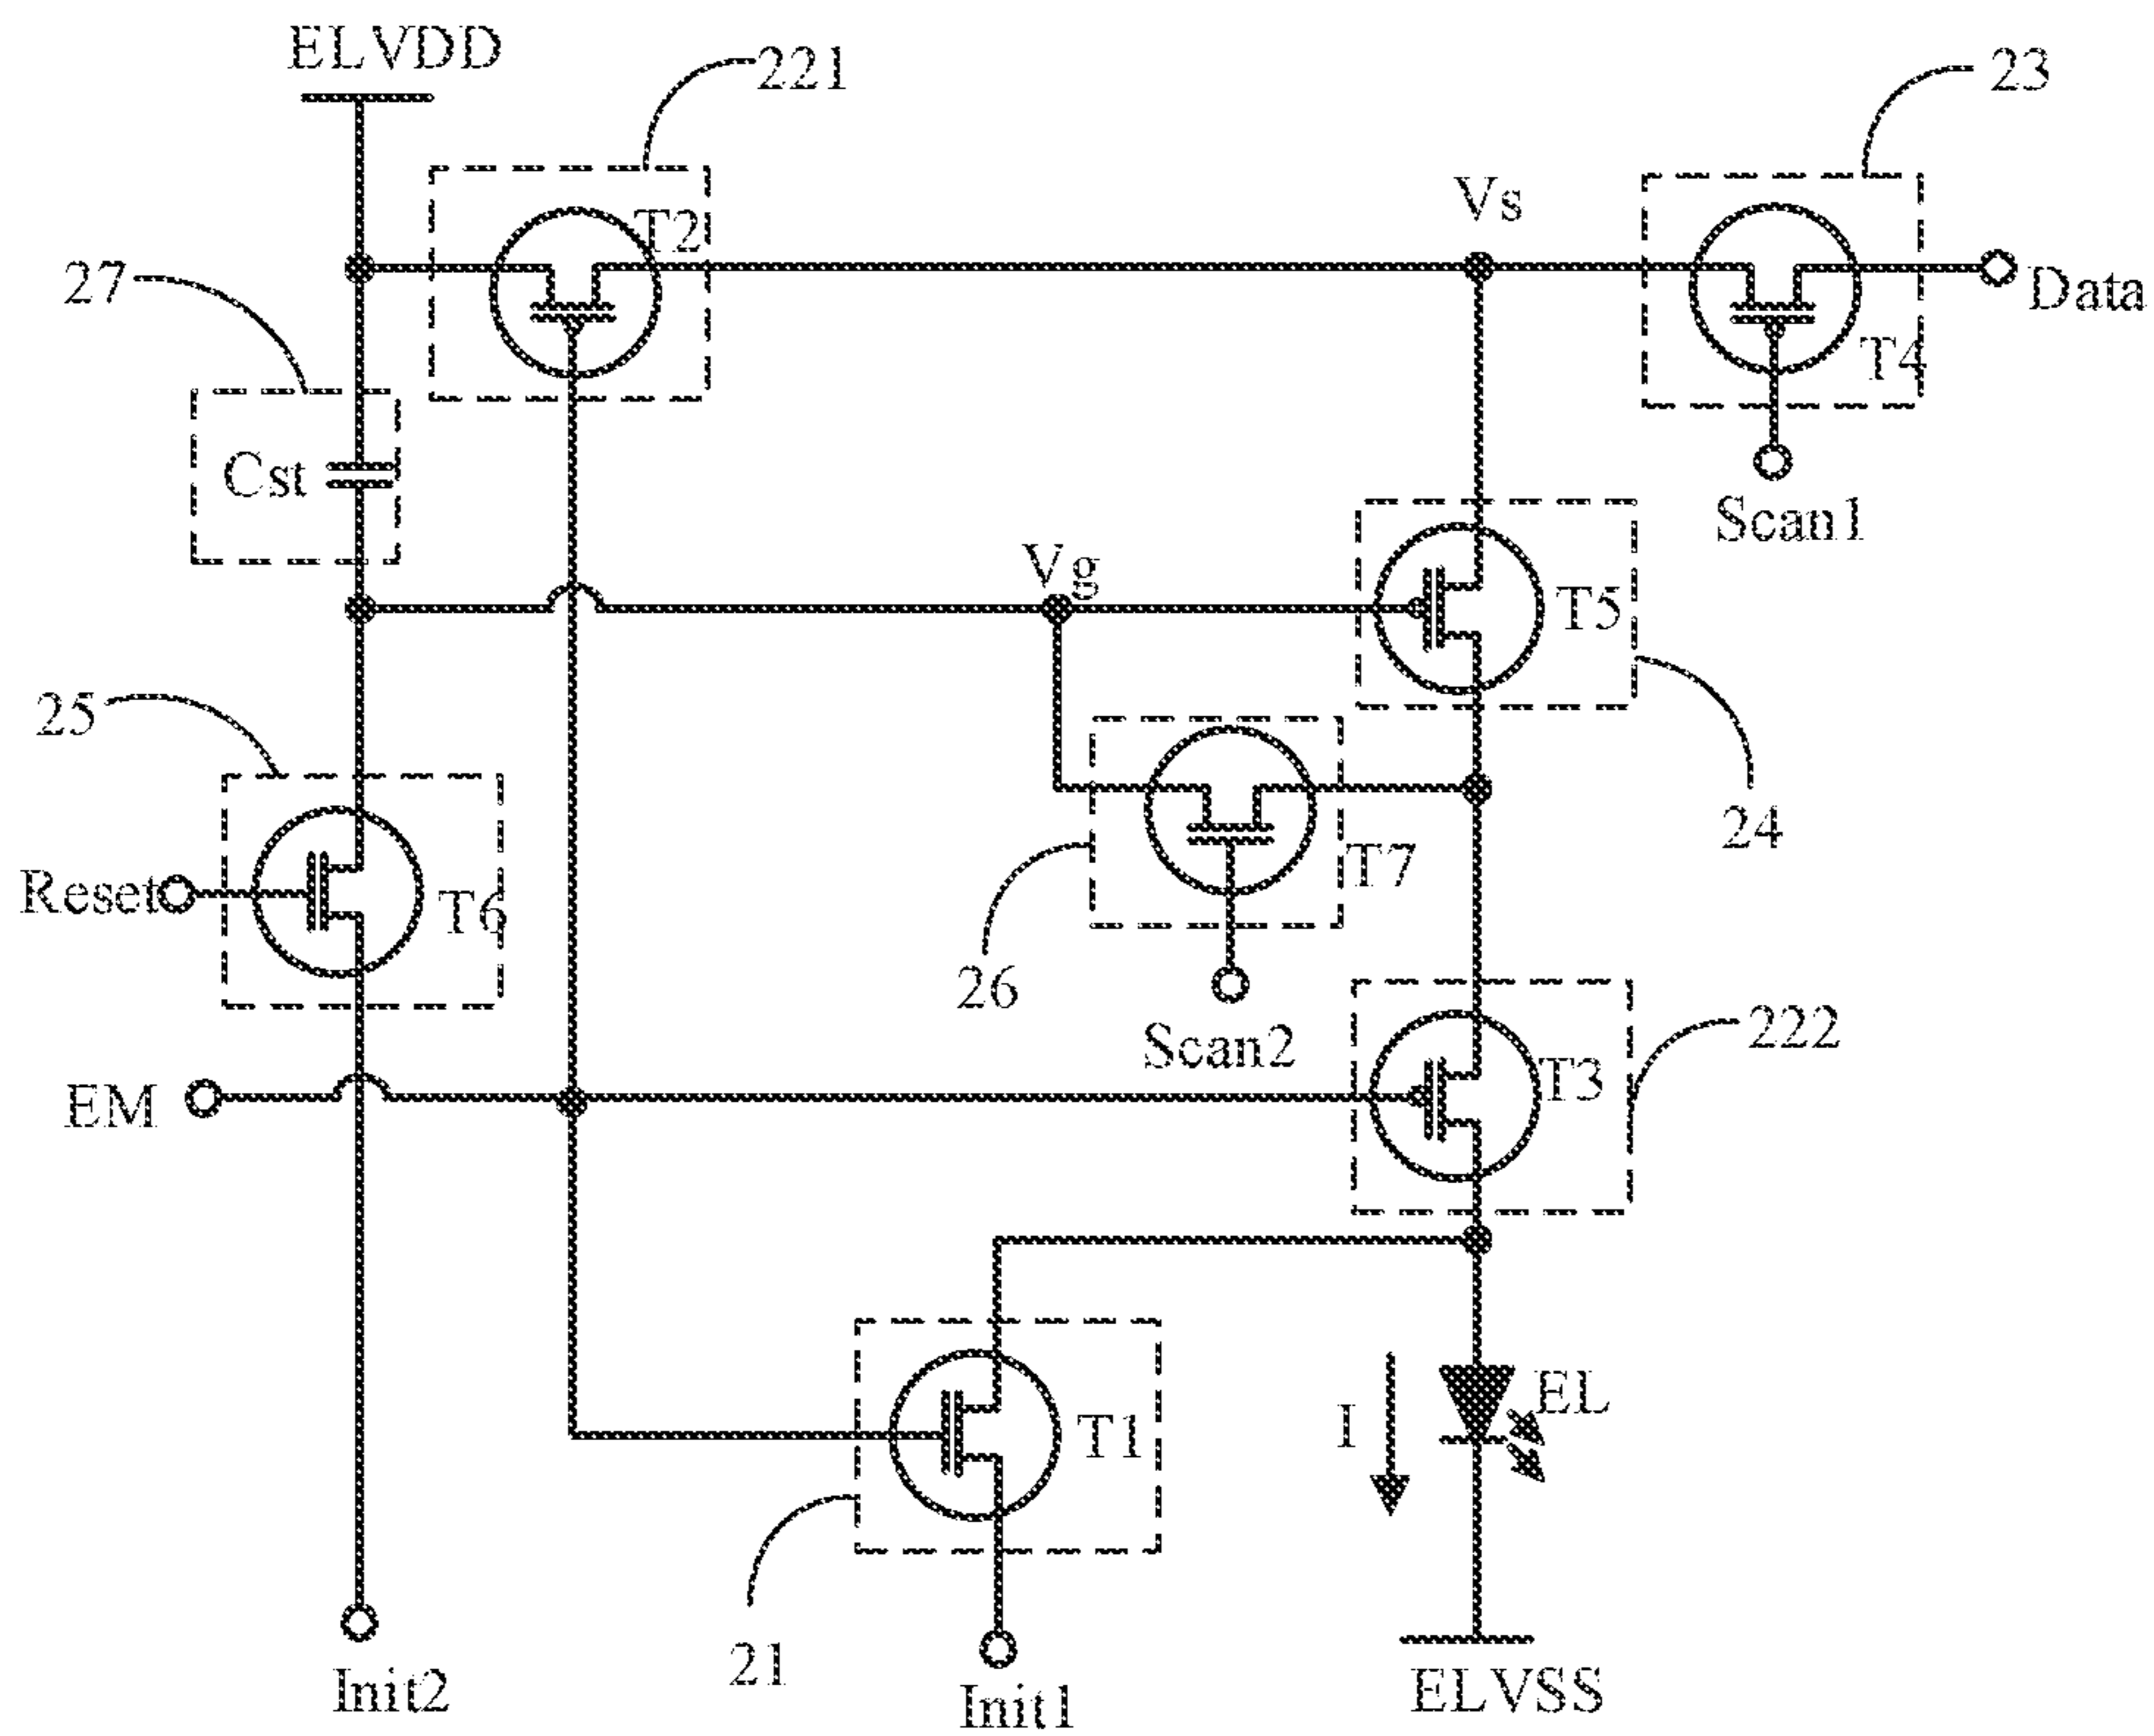 ELVDD
221
23
T2
Vs
27
Data
T4
Cst
Scan1
Vg
T5
25
24
T7
Reset
T6
26
Scan2
222
T3
EM
EL
I
T1
21
Init2
Init1
ELVSS